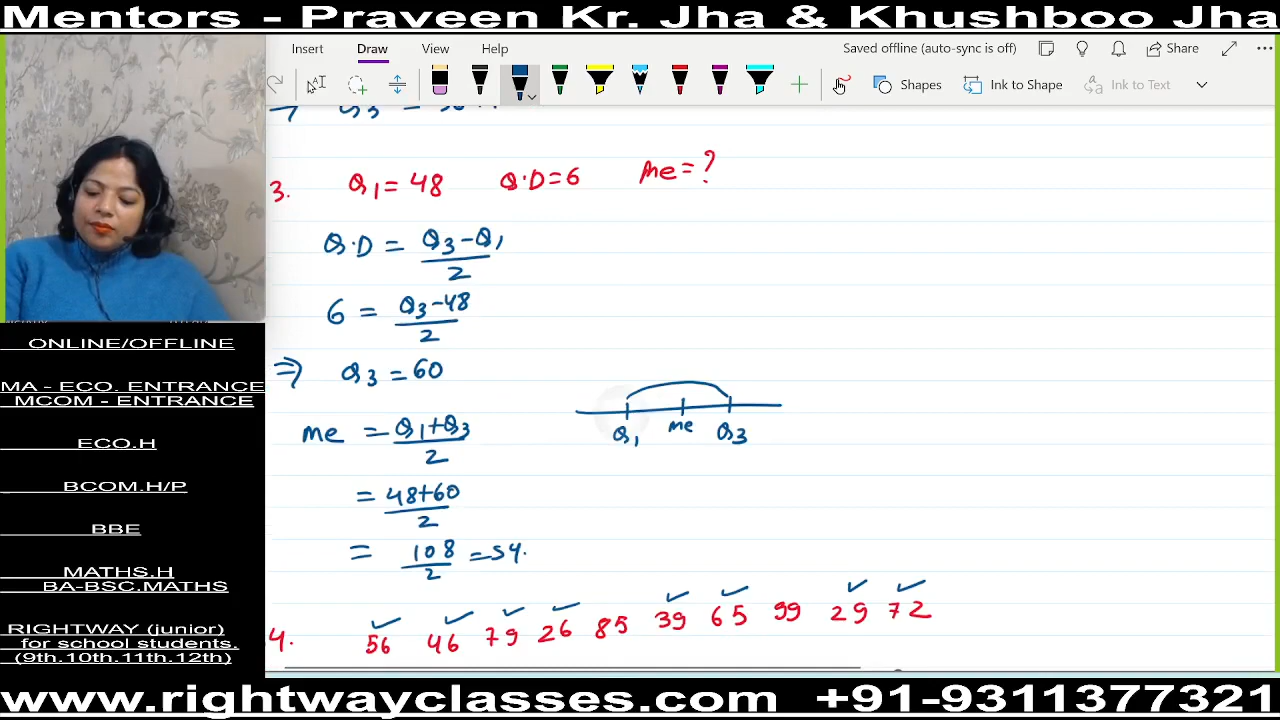 Mentors - Praveen Kr. Jha & Khushboo Jha
Insert Draw View Help Saved offline (auto-sync is off) Share
Shapes Ink to Shape Ink to Text
3. Q1 = 48 Q.D = 6 Me = ?
Q.D = Q3 - Q1 / 2
6 = Q3 - 48 / 2
⇒ Q3 = 60
Me = Q1 + Q3 / 2
Q1 Me Q3
= 48 + 60 / 2
= 108 / 2 = 54.
4. 56 46 79 26 85 39 65 99 29 72
ONLINE/OFFLINE
MA - ECO. ENTRANCE
MCOM - ENTRANCE
ECO.H
BCOM.H/P
BBE
MATHS.H
BA-BSC.MATHS
RIGHTWAY (junior)
for school students.
(9th.10th.11th.12th)
www.rightwayclasses.com +91-9311377321